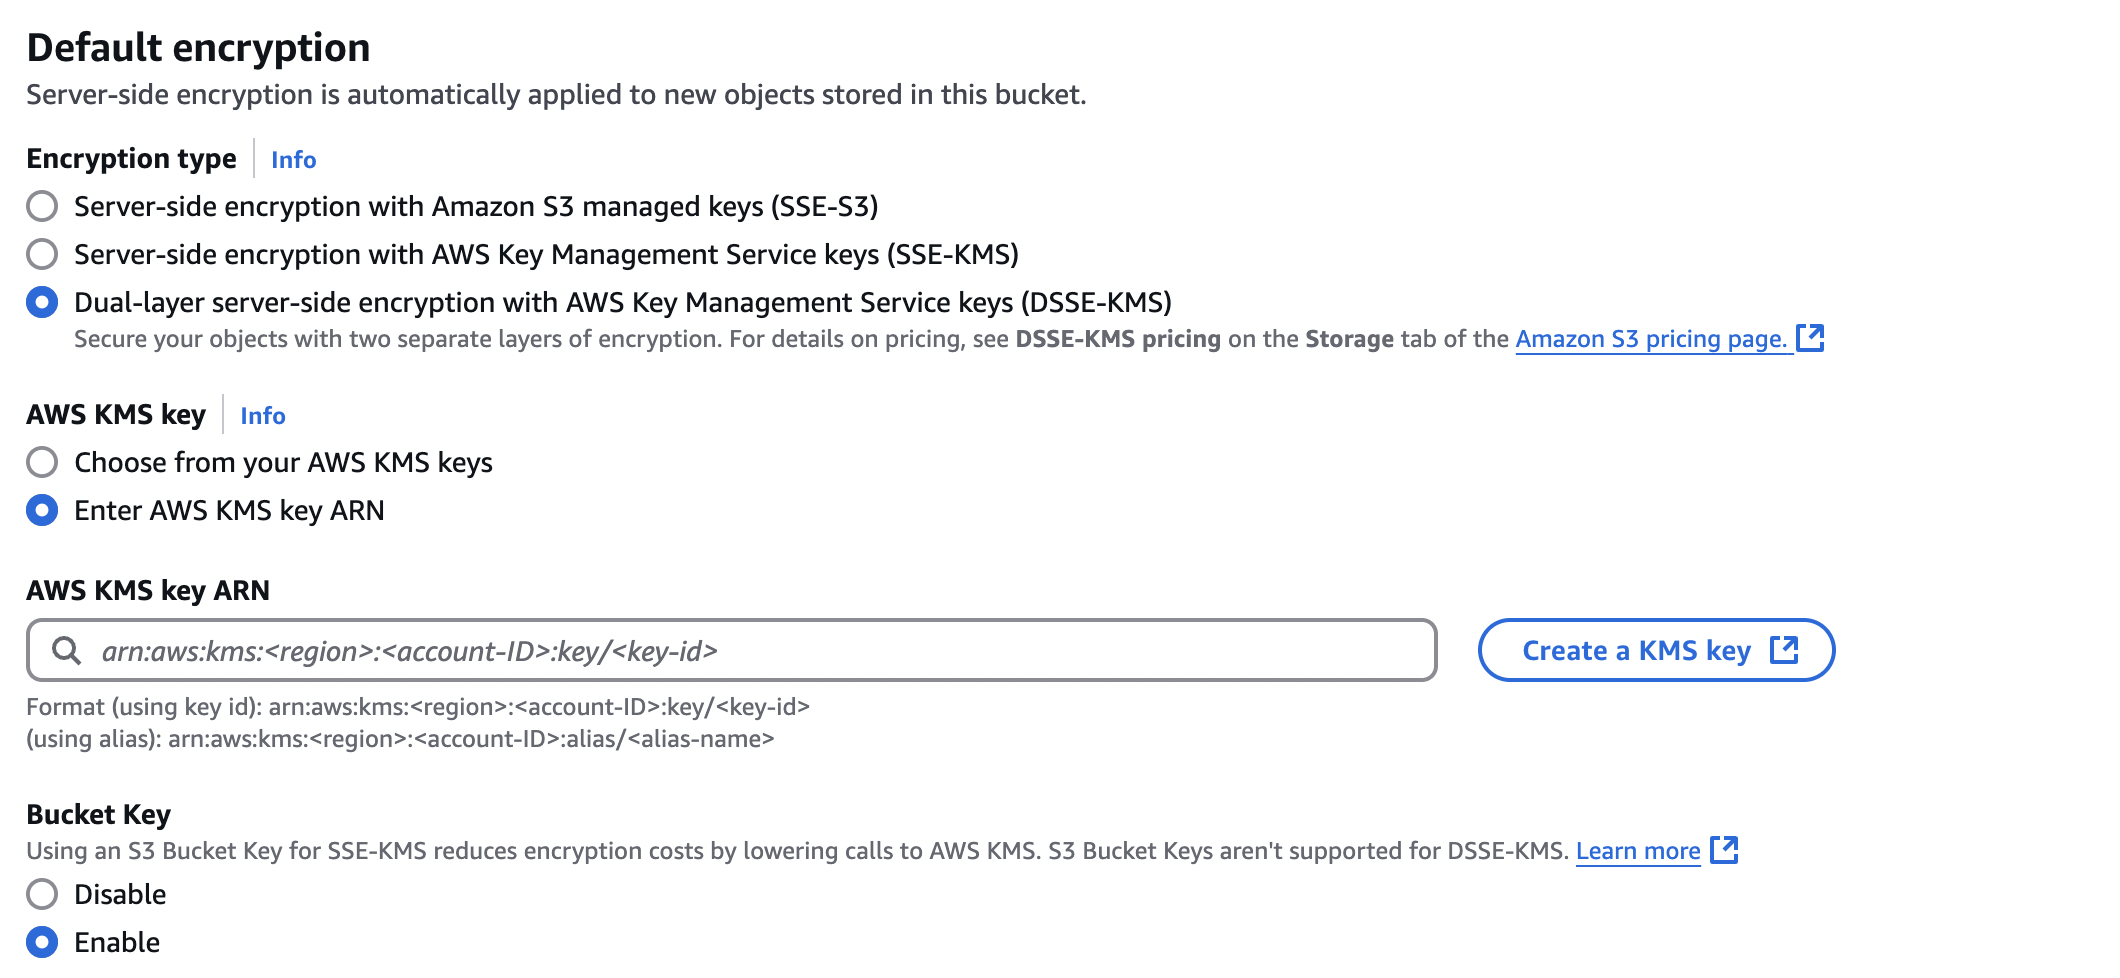 Default encryption
Server-side encryption is automatically applied to new objects stored in this bucket.
Encryption type Info
Server-side encryption with Amazon S3 managed keys (SSE-S3)
Server-side encryption with AWS Key Management Service keys (SSE-KMS)
Dual-layer server-side encryption with AWS Key Management Service keys (DSSE-KMS)
Secure your objects with two separate layers of encryption. For details on pricing, see DSSE-KMS pricing on the Storage tab of the Amazon S3 pricing page.
AWS KMS key Info
Choose from your AWS KMS keys
Enter AWS KMS key ARN
AWS KMS key ARN
arn:aws:kms:<region>:<account-ID>:key/<key-id>
Create a KMS key
Format (using key id): arn:aws:kms:<region>:<account-ID>:key/<key-id>
(using alias): arn:aws:kms:<region>:<account-ID>:alias/<alias-name>
Bucket Key
Using an S3 Bucket Key for SSE-KMS reduces encryption costs by lowering calls to AWS KMS. S3 Bucket Keys aren't supported for DSSE-KMS. Learn more
Disable
Enable